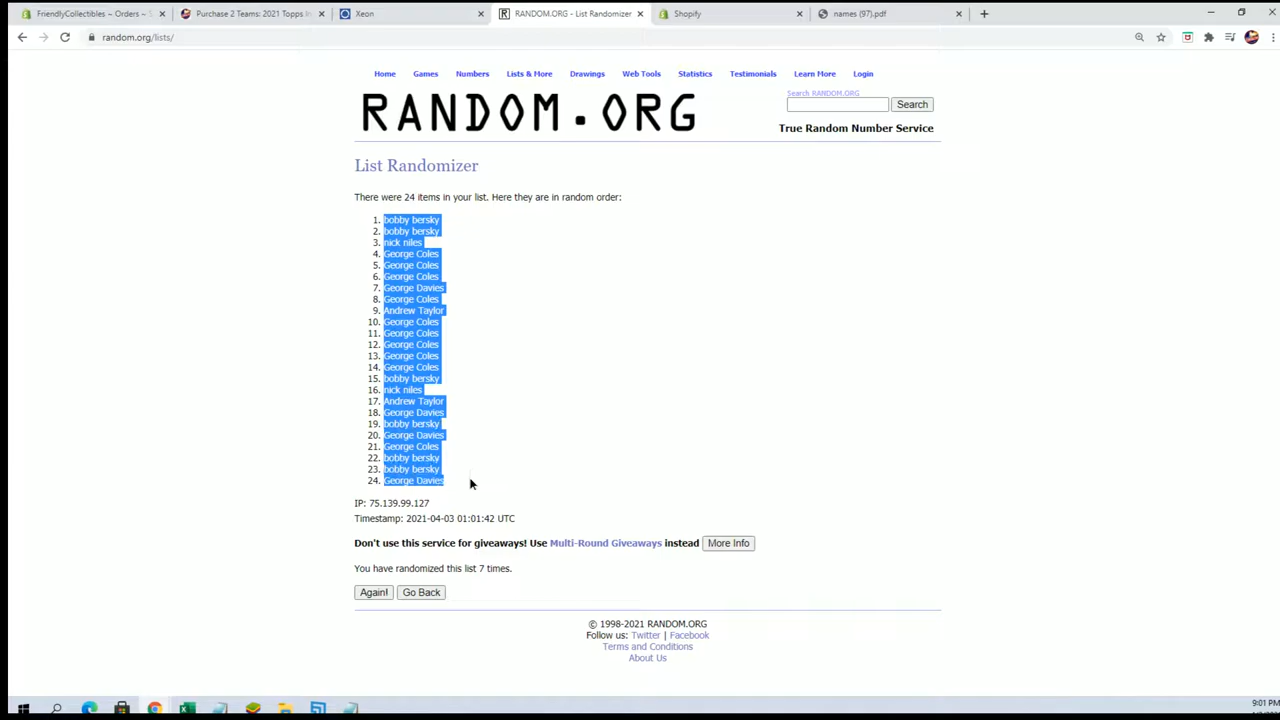 FriendlyCollectibles ~ Orders ~ S
Purchase 2 Teams: 2021 Topps In
Xeon
RANDOM.ORG - List Randomizer
Shopify
names (97).pdf
random.org/lists/
Home Games Numbers Lists & More Drawings Web Tools Statistics Testimonials Learn More Login
RANDOM.ORG
Search RANDOM.ORG
Search
True Random Number Service
List Randomizer
There were 24 items in your list. Here they are in random order:
1. bobby bersky
2. bobby bersky
3. nick niles
4. George Coles
5. George Coles
6. George Coles
7. George Davies
8. George Coles
9. Andrew Taylor
10. George Coles
11. George Coles
12. George Coles
13. George Coles
14. George Coles
15. bobby bersky
16. nick niles
17. Andrew Taylor
18. George Davies
19. bobby bersky
20. George Davies
21. George Coles
22. bobby bersky
23. bobby bersky
24. George Davies
IP: 75.139.99.127
Timestamp: 2021-04-03 01:01:42 UTC
Don't use this service for giveaways! Use Multi-Round Giveaways instead More Info
You have randomized this list 7 times.
Again! Go Back
© 1998-2021 RANDOM.ORG
Follow us: Twitter | Facebook
Terms and Conditions
About Us
9:01 PM